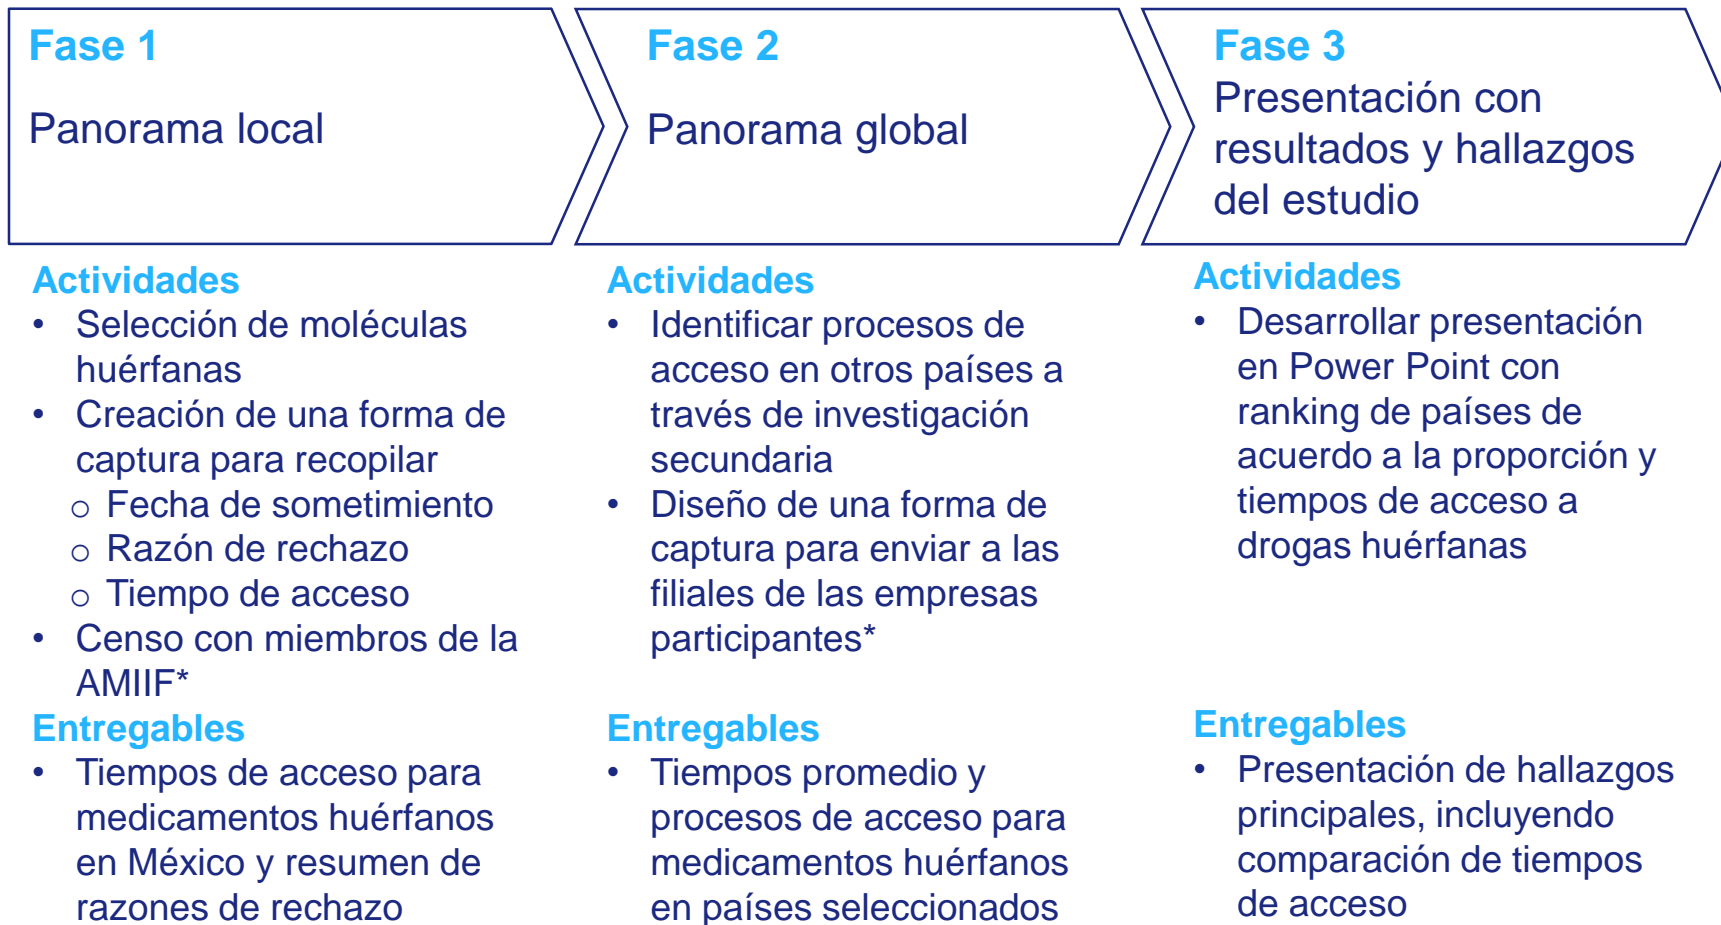 Fase 1
Panorama local
Actividades
• Selección de moléculas
huérfanas
• Creación de una forma de
captura para recopilar
o Fecha de sometimiento
o Razón de rechazo
o Tiempo de acceso
• Censo con miembros de la
AMIIF*
Entregables
• Tiempos de acceso para
medicamentos huérfanos
en México y resumen de
razones de rechazo
Fase 2
Panorama global
Actividades
• Identificar procesos de
acceso en otros países a
través de investigación
secundaria
• Diseño de una forma de
captura para enviar a las
filiales de las empresas
participantes*
Entregables
• Tiempos promedio y
procesos de acceso para
medicamentos huérfanos
en países seleccionados
Fase 3
Presentación con
resultados y hallazgos
del estudio
Actividades
• Desarrollar presentación
en Power Point con
ranking de países de
acuerdo a la proporción y
tiempos de acceso a
drogas huérfanas
Entregables
• Presentación de hallazgos
principales, incluyendo
comparación de tiempos
de acceso